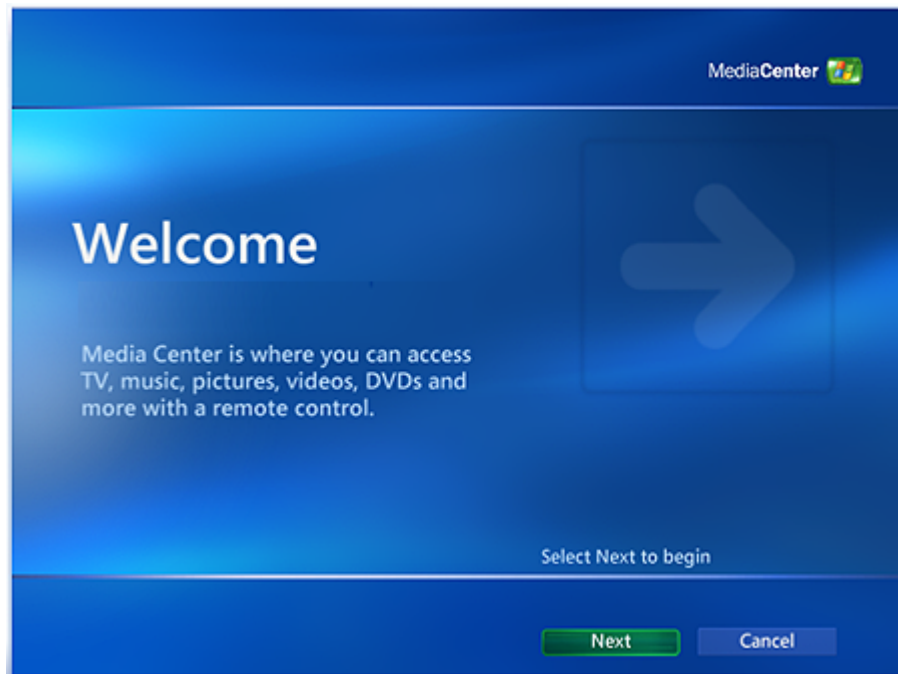 MediaCenter
Welcome
Media Center is where you can access
TV, music, pictures, videos, DVDs and
more with a remote control.
Select Next to begin
Next Cancel